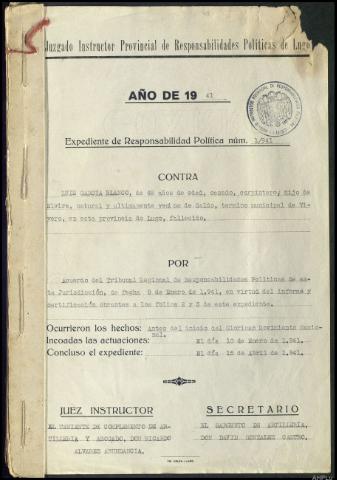 Juzgado Instructor Provincial de Responsabilidades Políticas de Lugo
AÑO DE 19 41
Expediente de Responsabilidad Política núm. 1/941
CONTRA
LUIS GARCIA BLANCO, de 48 años de edad, casado, carpintero, hijo de
Elvira, natural y ultimamente vecino de Galdo, termino municipal de Vi-
vero, en esta provincia de Lugo, fallecido.
POR
Acuerdo del Tribunal Regional de Responsabilidades Politicas de es-
ta Jurisdicción, de fecha 8 de Enero de 1.941, en virtud del informe y
certificación obrantes a los folios 2 y 3 de este expediente.
Ocurrieron los hechos: Antes del inicio del Glorioso Movimiento Nacio-
nal.
Incoadas las actuaciones: El día 10 de Enero de 1.941.
Concluso el expediente: El día 15 de Abril de 1.941.
JUEZ INSTRUCTOR
SECRETARIO
EL TENIENTE DE COMPLEMENTO DE AR-
TILLERIA Y ABOGADO, DON RICARDO
ALVAREZ ABUNDANCIA,
EL SARGENTO DE ARTILLERIA,
DON DAVID GONZALEZ CASTRO,